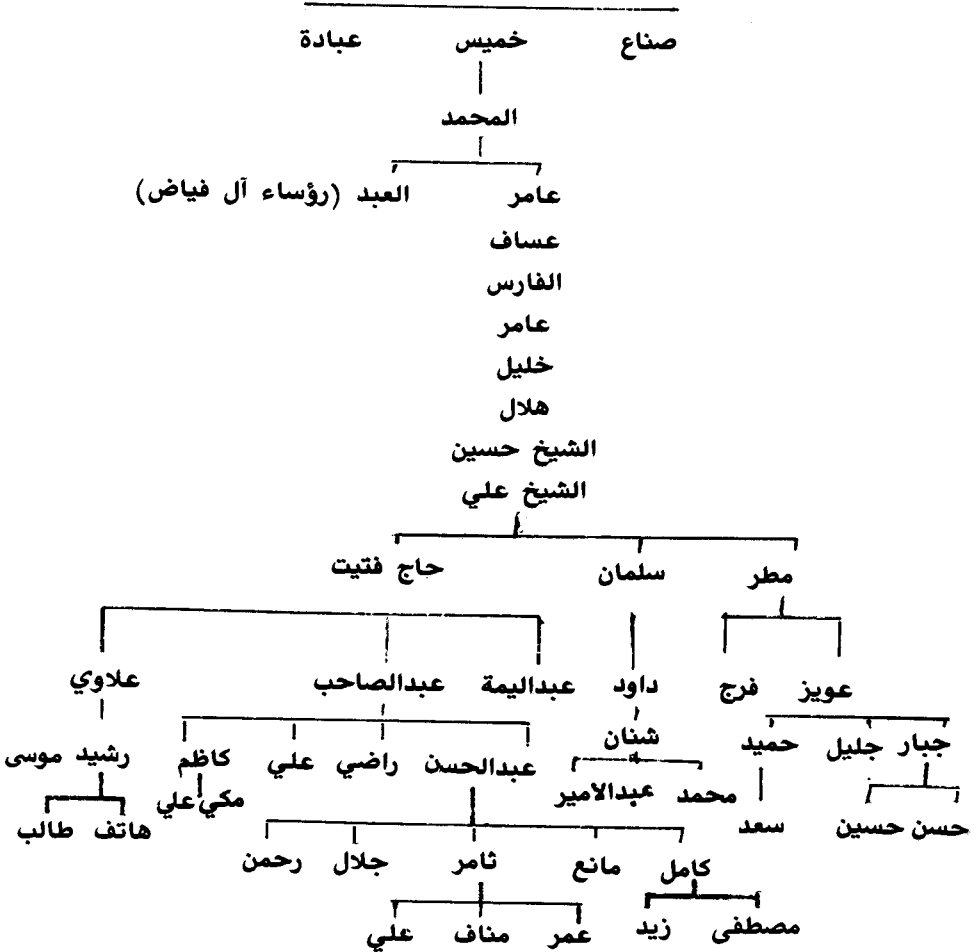 صناع خميس عبادة
المحمد
عامر العبد (رؤساء آل فياض)
عساف
الفارس
عامر
خليل
هلال
الشيخ حسين
الشيخ علي
مطر سلمان حاج فتيت
عويز فرج داود عبداليمة عبدالصاحب علاوي
جبار جليل حميد شنان عبدالحسن راضي علي كاظم رشيد موسى
حسن حسين سعد محمد عبدالامير مكي علي هاتف طالب
كامل مانع ثامر جلال رحمن
مصطفى زيد عمر مناف علي